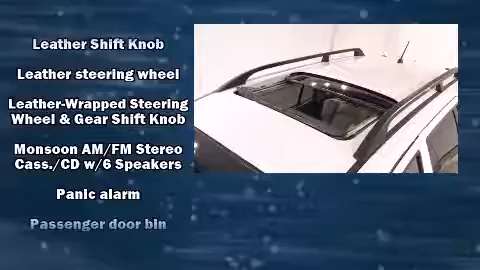 Leather Shift Knob
Leather steering wheel
Leather-Wrapped Steering
Wheel & Gear Shift Knob
Monsoon AM/FM Stereo
Cass./CD w/6 Speakers
Panic alarm
Passenger door bin